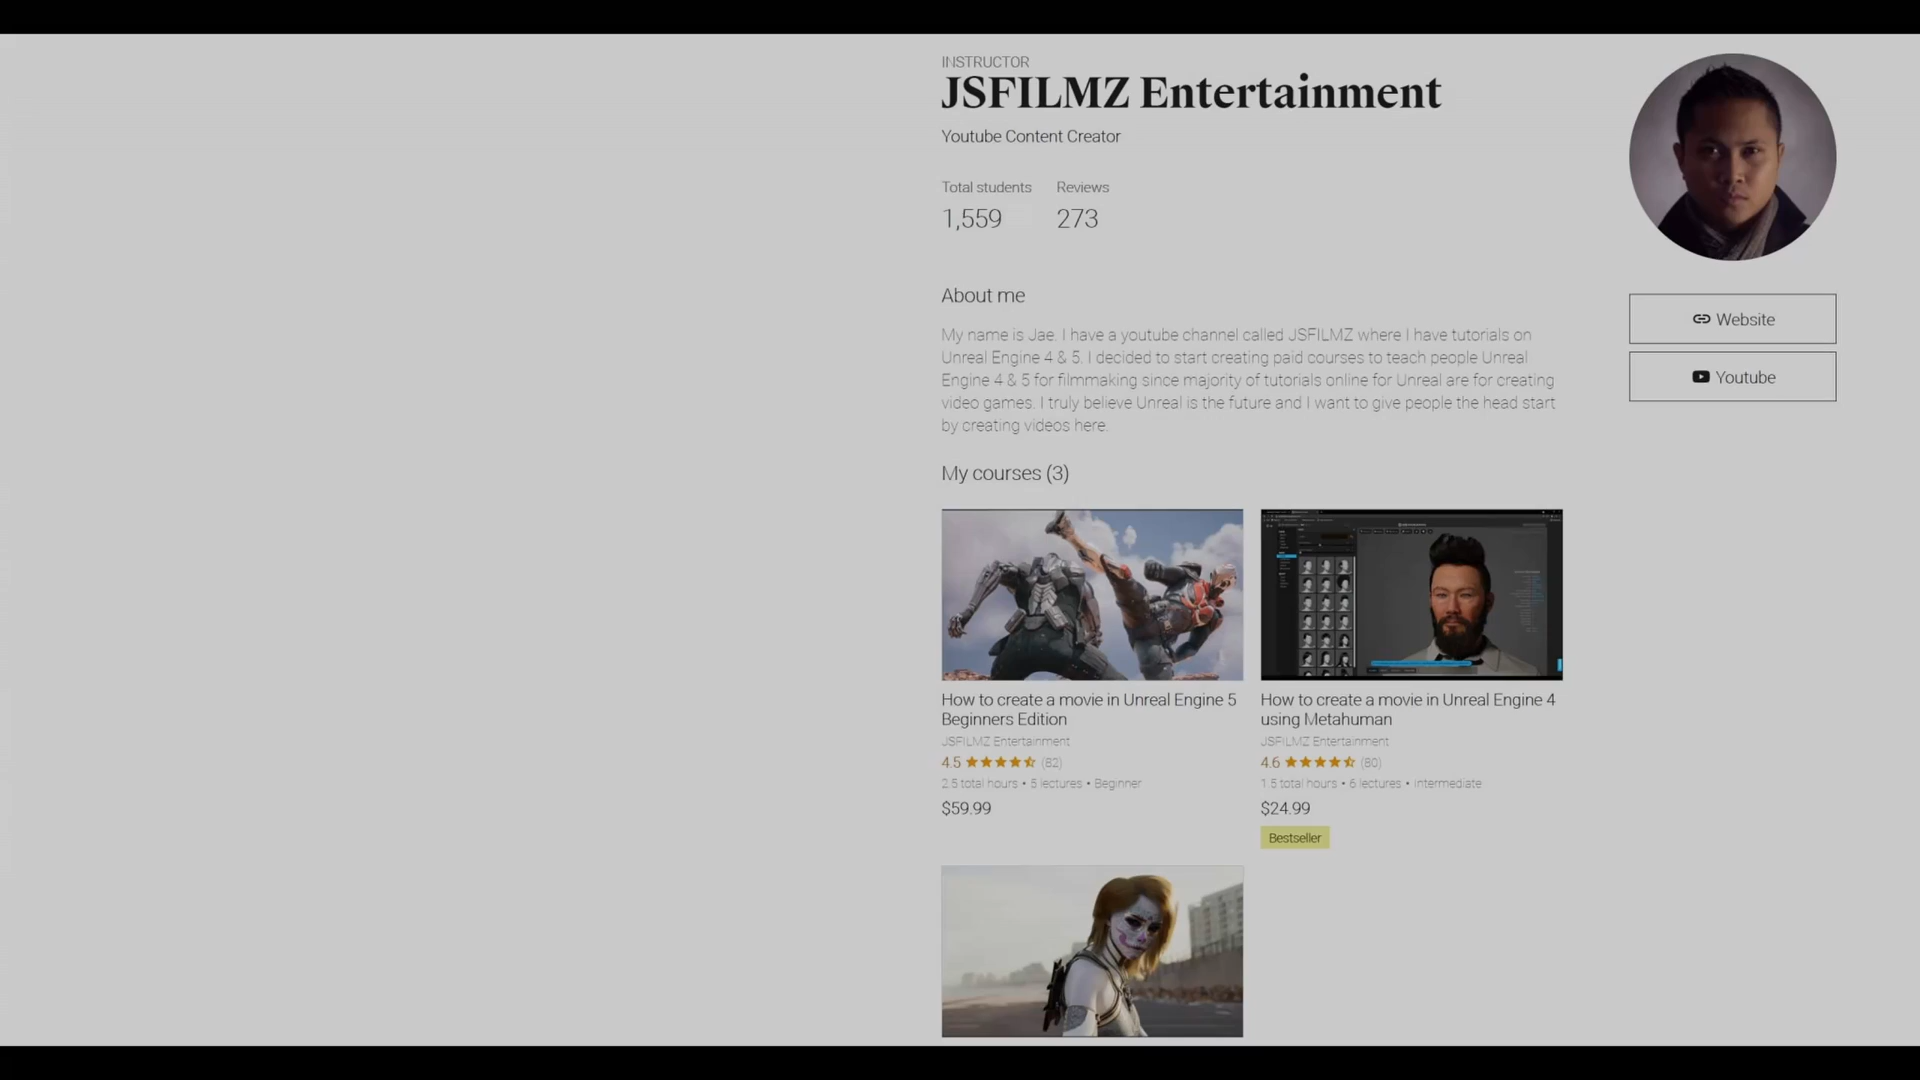 INSTRUCTOR
JSFILMZ Entertainment
Youtube Content Creator
Total students Reviews
1,559 273
About me
My name is Jae. I have a youtube channel called JSFILMZ where I have tutorials on
Unreal Engine 4 & 5. I decided to start creating paid courses to teach people Unreal
Engine 4 & 5 for filmmaking since majority of tutorials online for Unreal are for creating
video games. I truly believe Unreal is the future and I want to give people the head start
by creating videos here.
Website
Youtube
My courses (3)
How to create a movie in Unreal Engine 5
Beginners Edition
JSFILMZ Entertainment
4.5 (82)
2.5 total hours • 5 lectures • Beginner
$59.99
How to create a movie in Unreal Engine 4
using Metahuman
JSFILMZ Entertainment
4.6 (80)
1.5 total hours • 6 lectures • Intermediate
$24.99
Bestseller